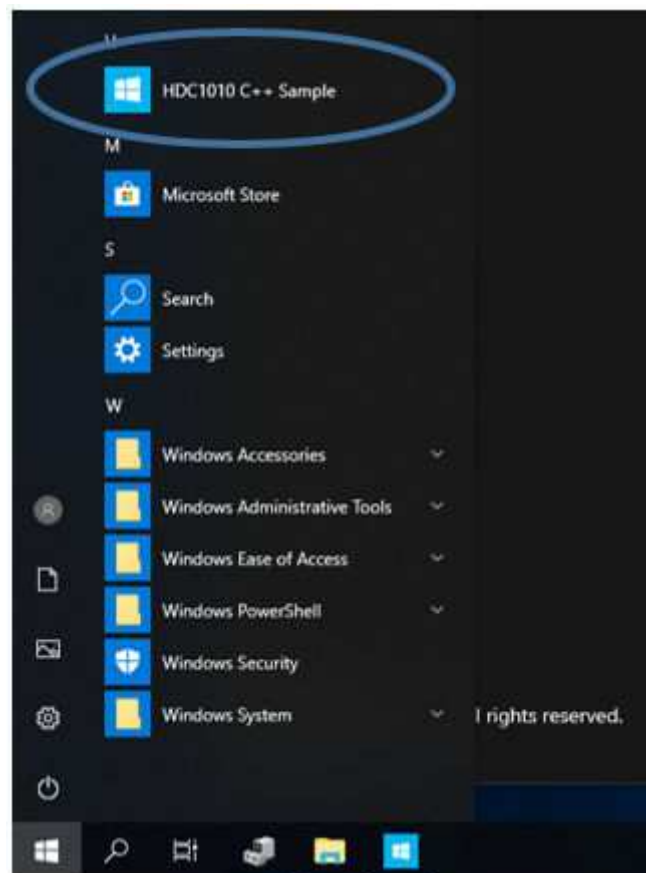 HDC1010 C++ Sample
M
Microsoft Store
S
Search
Settings
W
Windows Accessories
Windows Administrative Tools
Windows Ease of Access
Windows PowerShell
Windows Security
Windows System
l rights reserved.